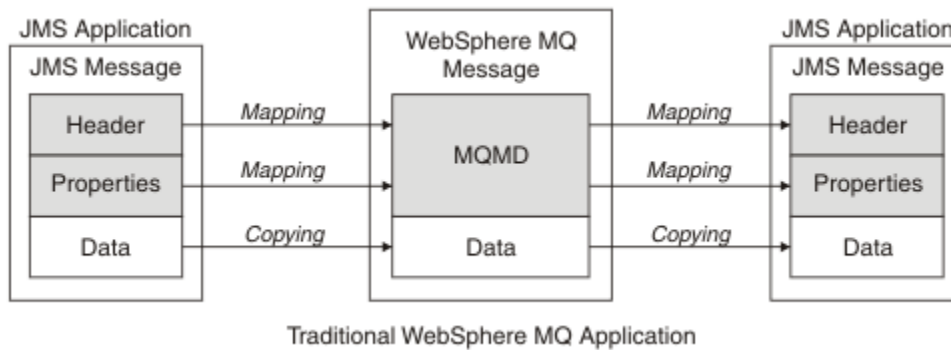 JMS Application
JMS Message
Header
Properties
Data
Mapping
Mapping
Copying
WebSphere MQ
Message
MQMD
Data
Mapping
Mapping
Copying
JMS Application
JMS Message
Header
Properties
Data
Traditional WebSphere MQ Application